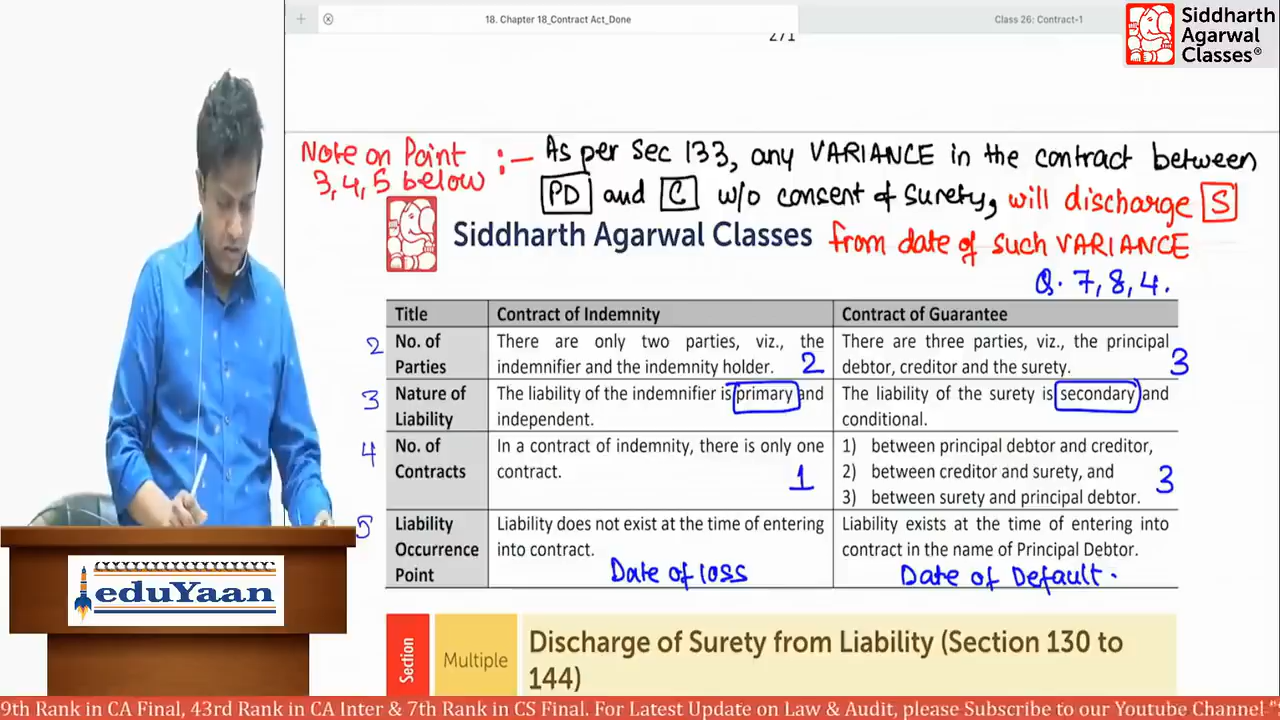 18. Chapter 18_Contract Act_Done
Class 26: Contract-1
Siddharth
Agarwal
Classes®
271
Note on Point
3, 4, 5 below :- As per Sec 133, any VARIANCE in the contract between
PD and C w/o consent of surety, will discharge S
from date of such VARIANCE
Siddharth Agarwal Classes
Q. 7, 8, 4.
Title Contract of Indemnity Contract of Guarantee
2 No. of Parties
There are only two parties, viz., the
indemnifier and the indemnity holder. 2
There are three parties, viz., the principal
debtor, creditor and the surety. 3
3 Nature of Liability
The liability of the indemnifier is primary and
independent.
The liability of the surety is secondary and
conditional.
4 No. of Contracts
In a contract of indemnity, there is only one
contract. 1
1) between principal debtor and creditor,
2) between creditor and surety, and
3) between surety and principal debtor. 3
5 Liability Occurrence Point
Liability does not exist at the time of entering
into contract.
Date of loss
Liability exists at the time of entering into
contract in the name of Principal Debtor.
Date of Default.
Section
Multiple
Discharge of Surety from Liability (Section 130 to
144)
eduYaan
9th Rank in CA Final, 43rd Rank in CA Inter & 7th Rank in CS Final. For Latest Update on Law & Audit, please Subscribe to our Youtube Channel "